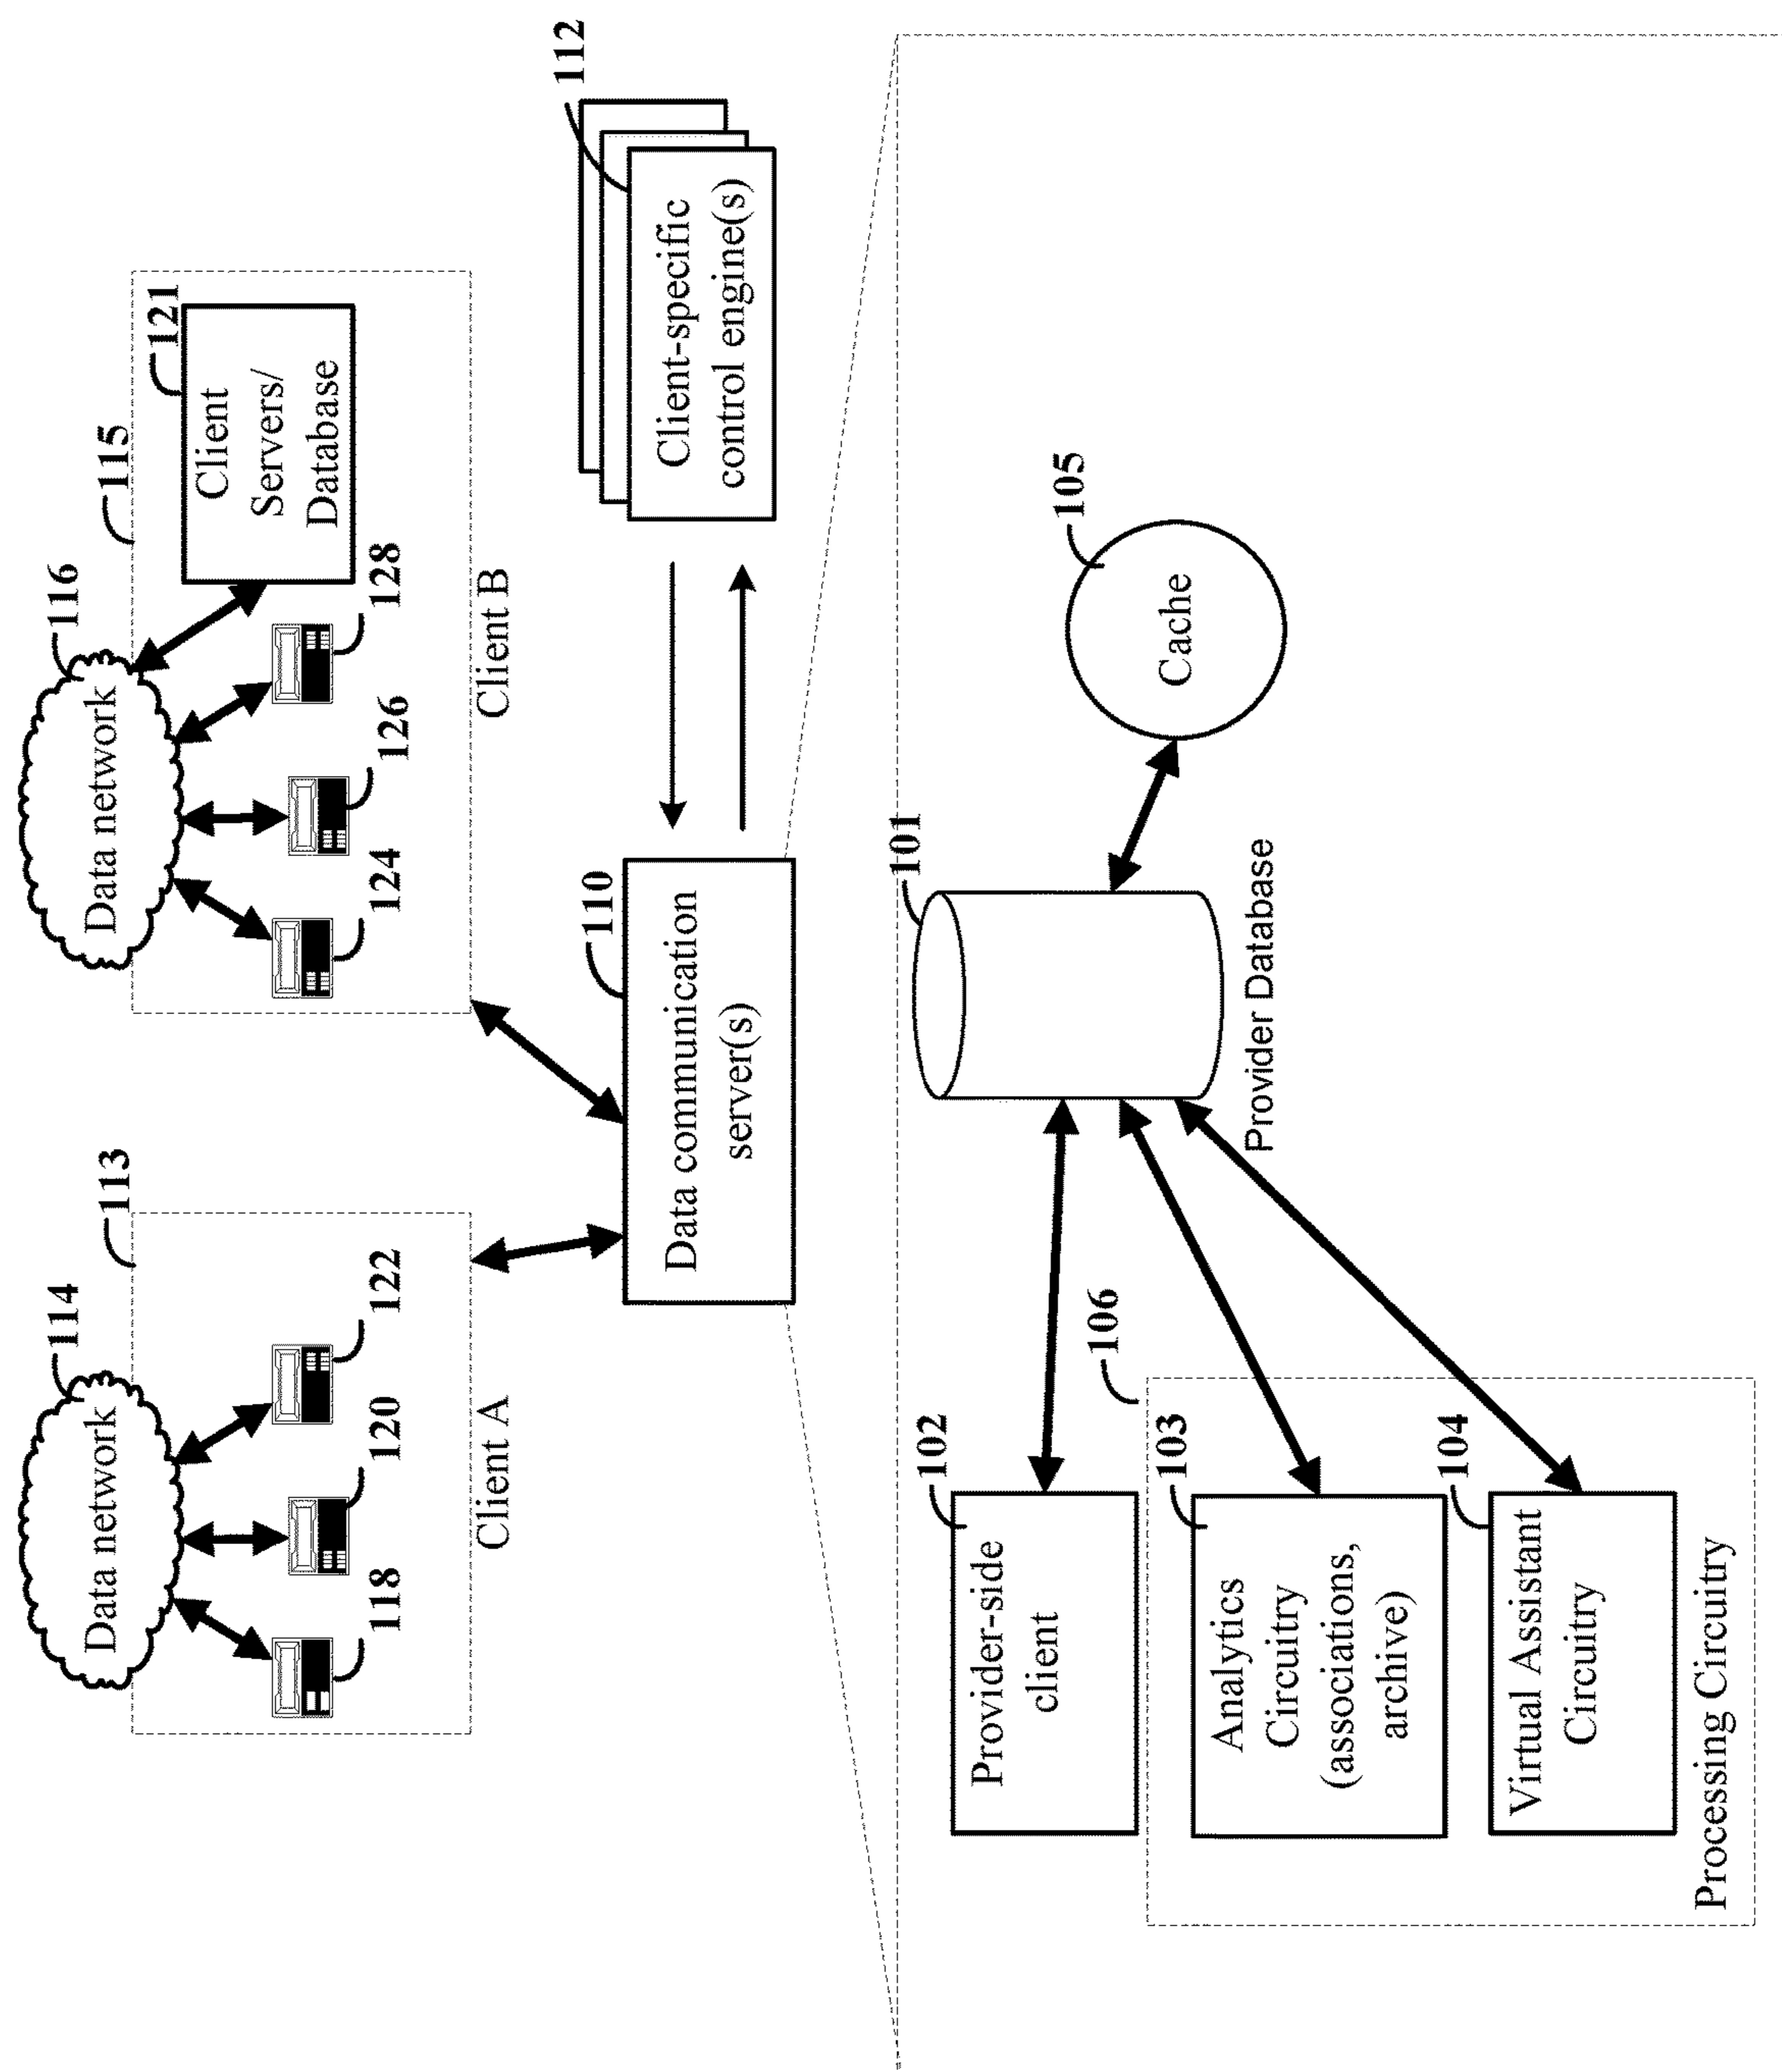 114
Data network
113
118
120
122
Client A
116
Data network
115
121
Client
Servers/
Database
124
126
128
Client B
110
Data communication
server(s)
112
Client-specific
control engine(s)
102
Provider-side
client
106
103
Analytics
Circuitry
(associations,
archive)
104
Virtual Assistant
Circuitry
Processing Circuitry
101
Provider Database
105
Cache